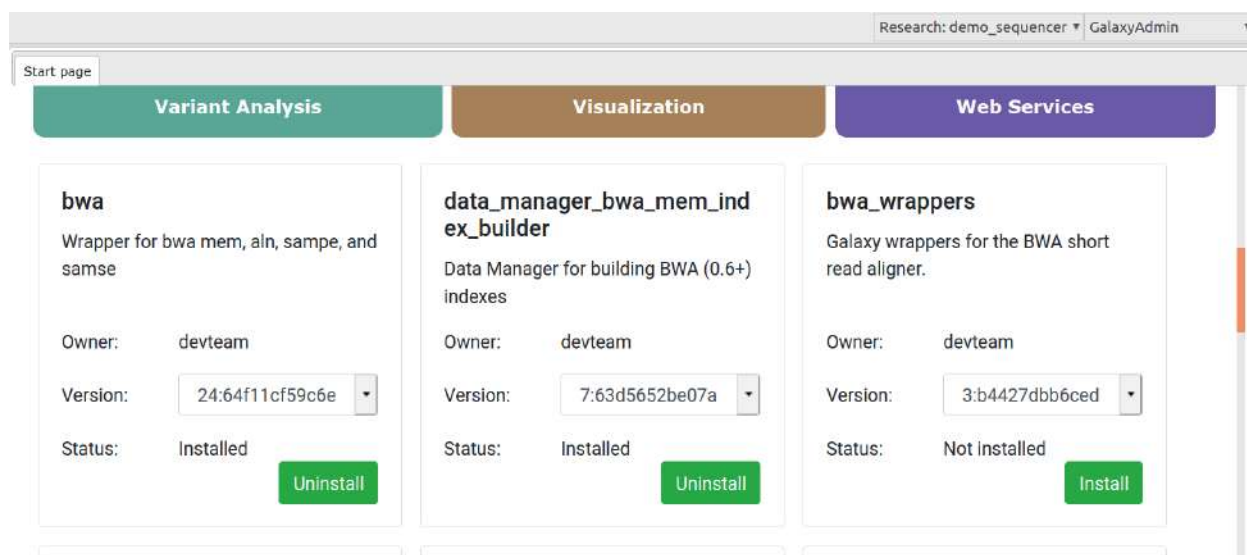 Research: demo_sequencer GalaxyAdmin
Start page
Variant Analysis
Visualization
Web Services
bwa
Wrapper for bwa mem, aln, sampe, and
samse
Owner: devteam
Version: 24:64f11cf59c6e
Status: Installed
Uninstall
data_manager_bwa_mem_ind
ex_builder
Data Manager for building BWA (0.6+)
indexes
Owner: devteam
Version: 7:63d5652be07a
Status: Installed
Uninstall
bwa_wrappers
Galaxy wrappers for the BWA short
read aligner.
Owner: devteam
Version: 3:b4427dbb6ced
Status: Not installed
Install